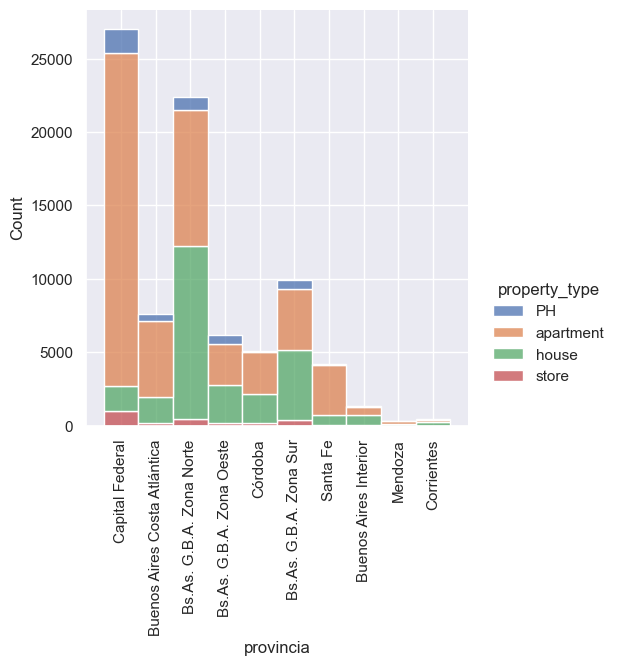 25000
20000
15000
10000
5000
0
Count
Capital Federal
Buenos Aires Costa Atlántica
Bs.As. G.B.A. Zona Norte
Bs.As. G.B.A. Zona Oeste
Córdoba
Bs.As. G.B.A. Zona Sur
Santa Fe
Buenos Aires Interior
Mendoza
Corrientes
provincia
property_type
PH
apartment
house
store